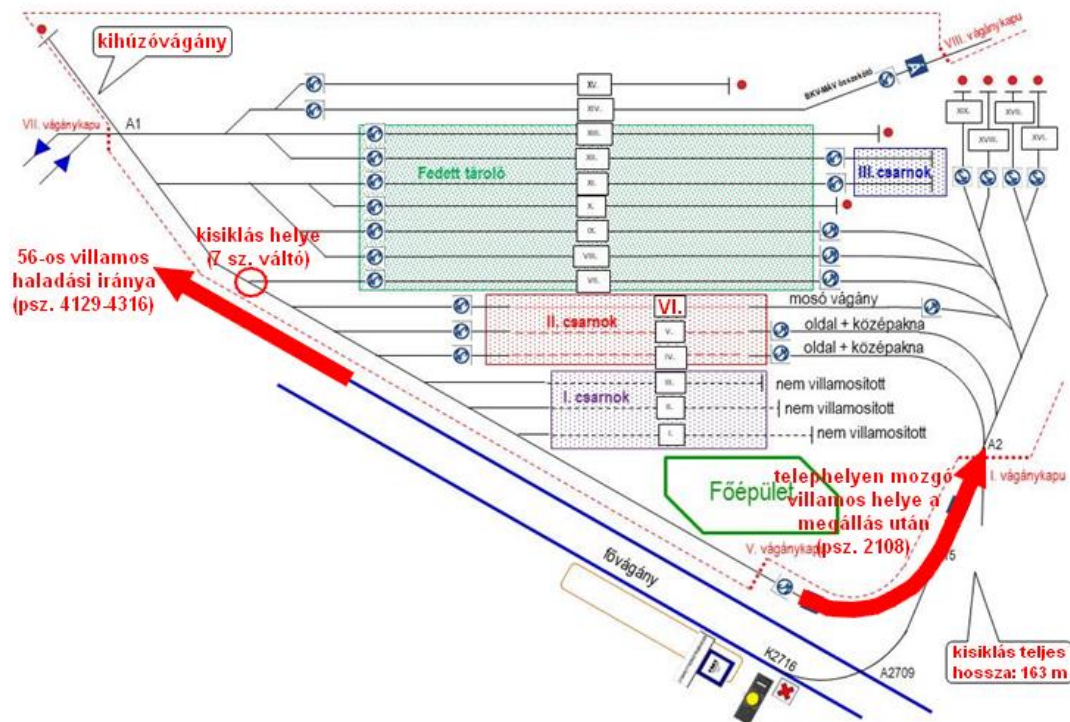 kihúzóvágány
VIII. vágánykapu
BKV-MÁV összekötő
XV.
XIV.
XIII.
XII.
XI.
X.
IX.
VIII.
VII.
XIX.
XVIII.
XVII.
XVI.
VII. vágánykapu
A1
Fedett tároló
III. csarnok
kisiklás helye
(7 sz. váltó)
56-os villamos
haladási iránya
(psz. 4129-4316)
VI.
II. csarnok
V.
IV.
mosó vágány
oldal + középakna
oldal + középakna
I. csarnok
III.
II.
I.
nem villamosított
nem villamosított
nem villamosított
A2
I. vágánykapu
Főépület
telephelyen mozgó
villamos helye a
megállás után
(psz. 2108)
V. vágánykapu
fővágány
K2716
A2709
kisiklás teljes
hossza: 163 m